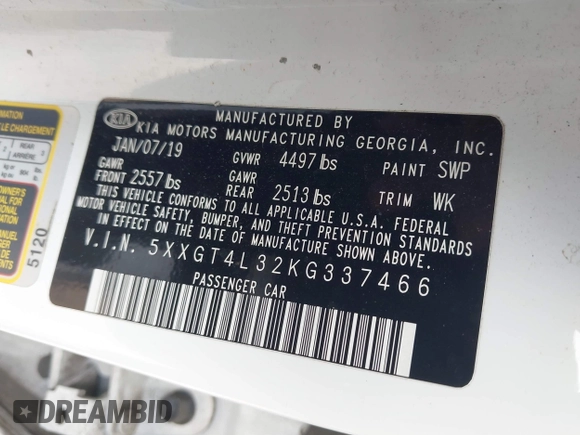 MANUFACTURED BY
KIA KIA MOTORS MANUFACTURING GEORGIA, INC.
JAN/07/19 GVWR 4497 lbs PAINT SWP
GAWR FRONT 2557 lbs GAWR REAR 2513 lbs TRIM WK
THIS VEHICLE CONFORMS TO ALL APPLICABLE U.S.A. FEDERAL
MOTOR VEHICLE SAFETY, BUMPER, AND THEFT PREVENTION STANDARDS
IN EFFECT ON THE DATE OF MANUFACTURE SHOWN ABOVE.
V.I.N. 5XXGT4L32KG337466
PASSENGER CAR
5120
REAR
MANUEL
DREAMBID